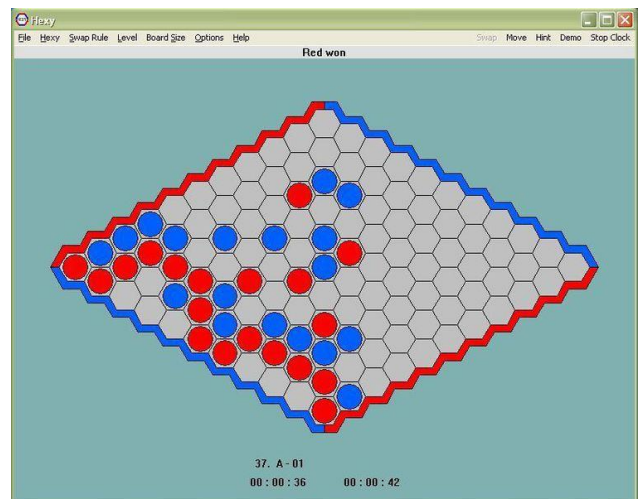 Hexy
File Hexy Swap Rule Level Board Size Options Help Swap Move Hint Demo Stop Clock
Red won
37. A - 01
00 : 00 : 36 00 : 00 : 42